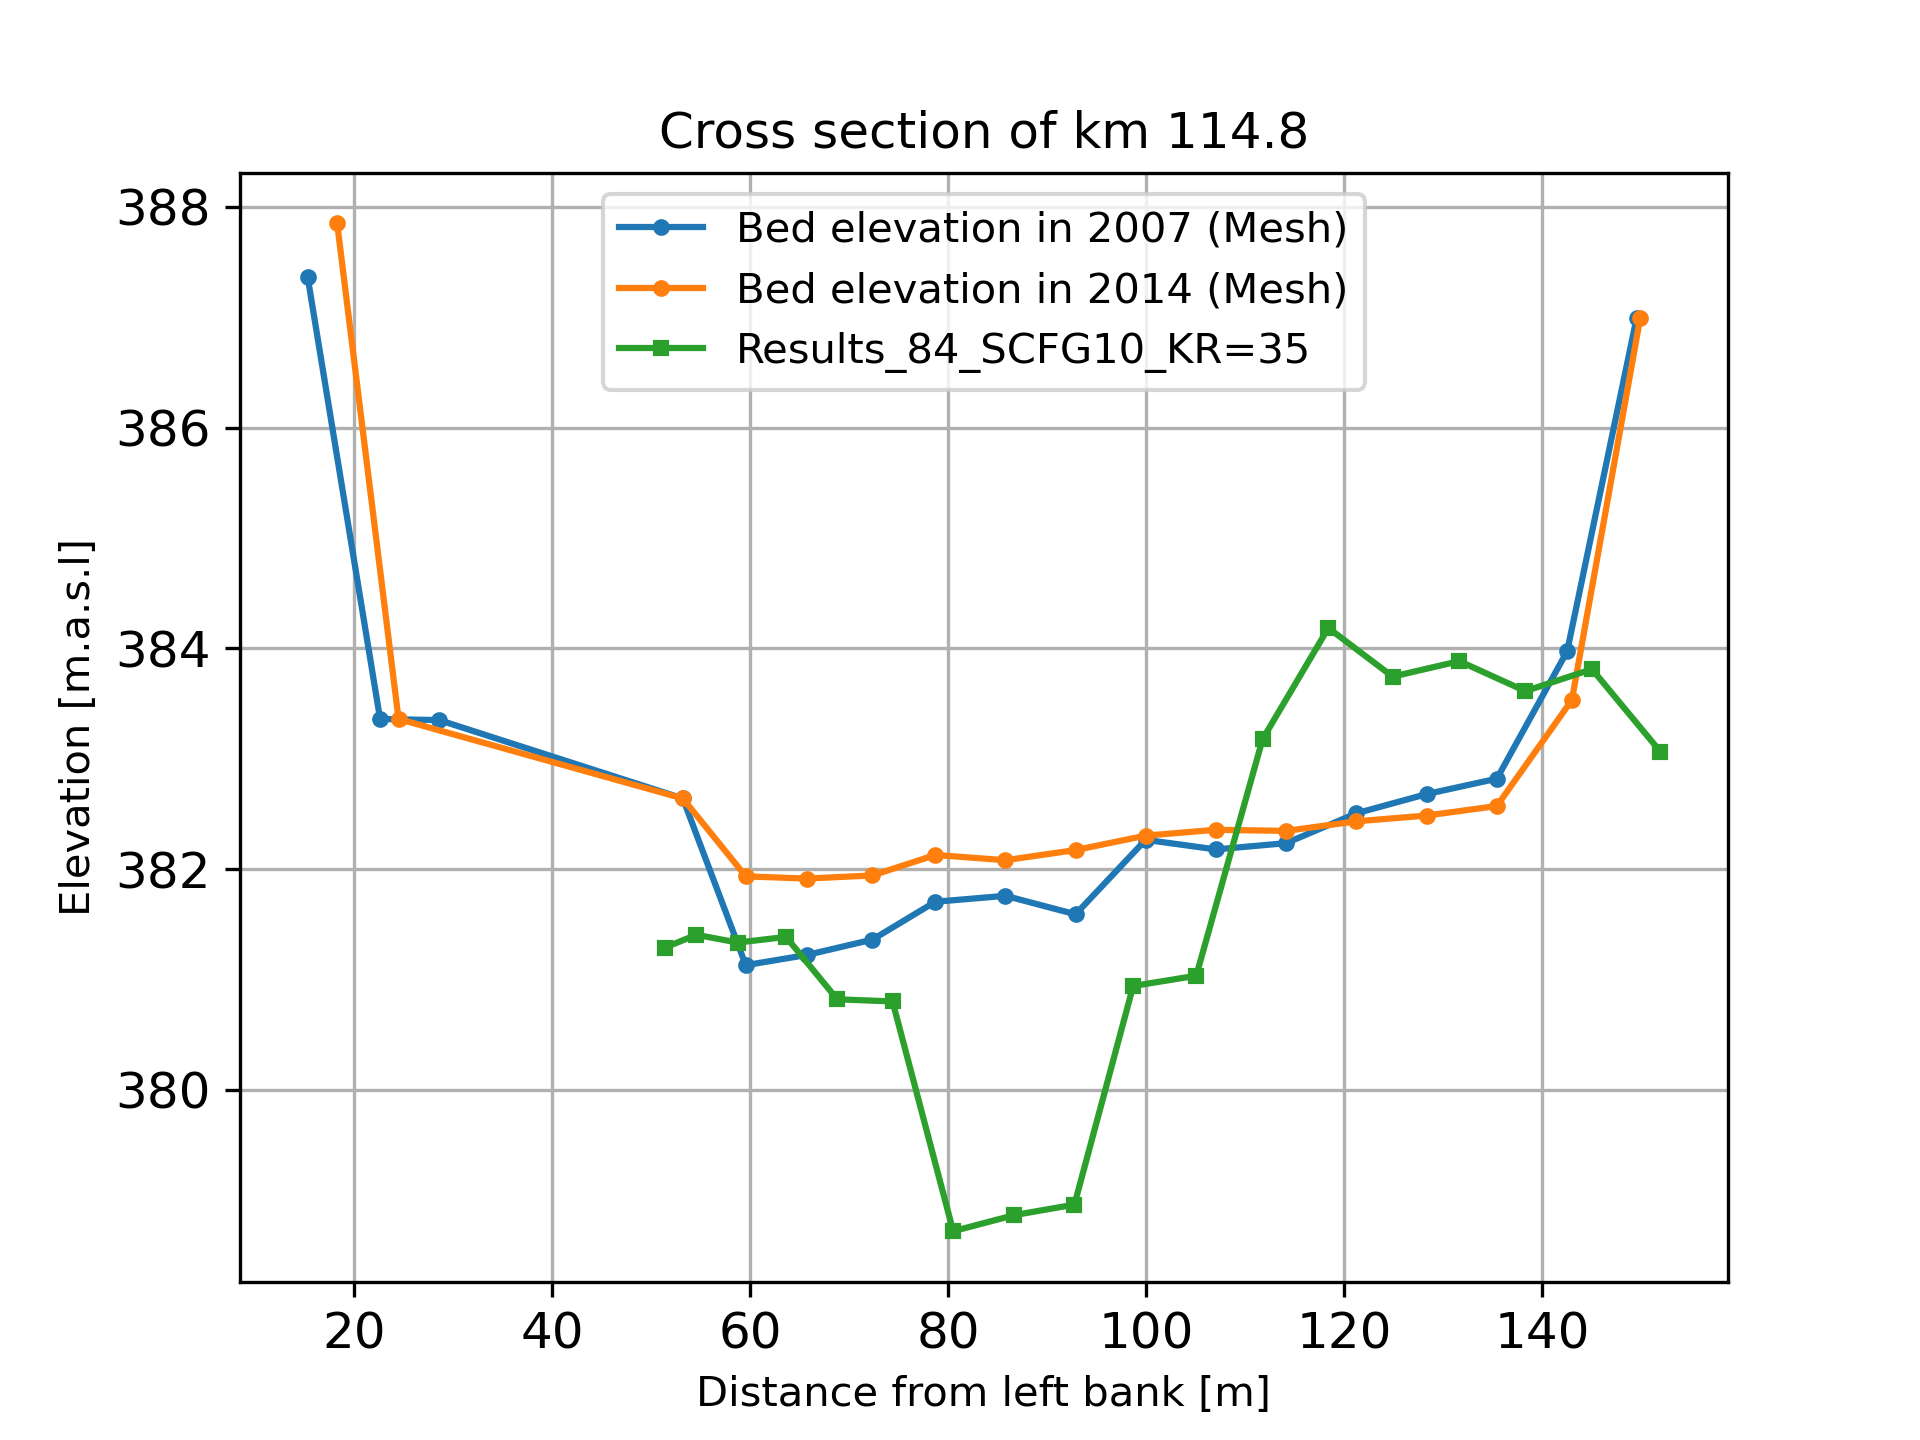 Cross section of km 114.8
Bed elevation in 2007 (Mesh)
Bed elevation in 2014 (Mesh)
Results_84_SCFG10_KR=35
388
386
384
382
380
Elevation [m.a.s.l]
20 40 60 80 100 120 140
Distance from left bank [m]